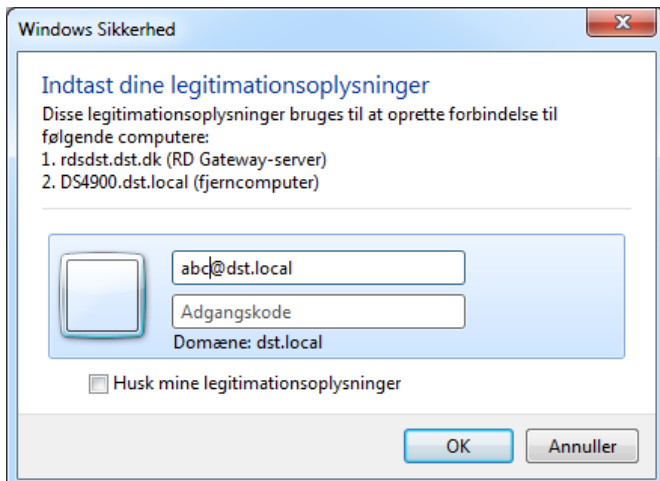 Windows Sikkerhed
Indtast dine legitimationsoplysninger
Disse legitimationsoplysninger bruges til at oprette forbindelse til
følgende computere:
1. rdsdst.dst.dk (RD Gateway-server)
2. DS4900.dst.local (fjerncomputer)
abc@dst.local
Adgangskode
Domæne: dst.local
Husk mine legitimationsoplysninger
OK Annuller